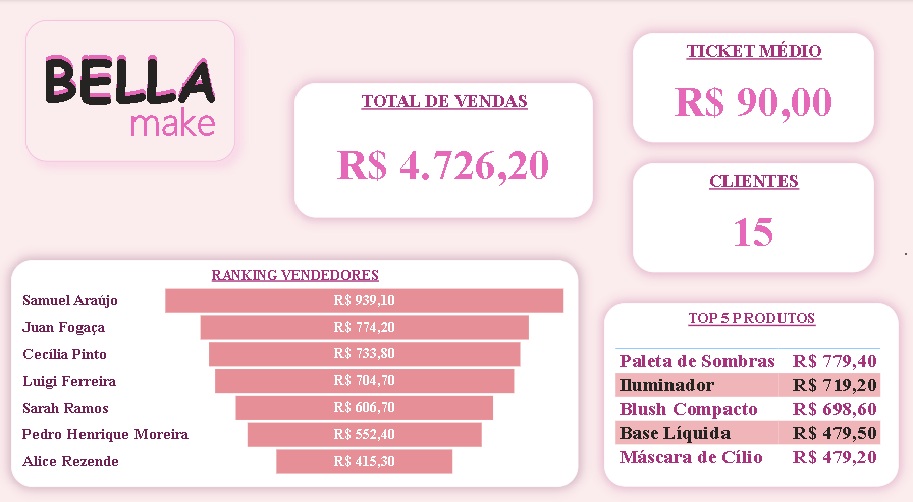 BELLA
make
TOTAL DE VENDAS
R$ 4.726,20
TICKET MÉDIO
R$ 90,00
CLIENTES
15
RANKING VENDEDORES
Samuel Araújo R$ 939,10
Juan Fogaça R$ 774,20
Cecília Pinto R$ 733,80
Luigi Ferreira R$ 704,70
Sarah Ramos R$ 606,70
Pedro Henrique Moreira R$ 552,40
Alice Rezende R$ 415,30
TOP 5 PRODUTOS
Paleta de Sombras R$ 779,40
Iluminador R$ 719,20
Blush Compacto R$ 698,60
Base Líquida R$ 479,50
Máscara de Cílio R$ 479,20